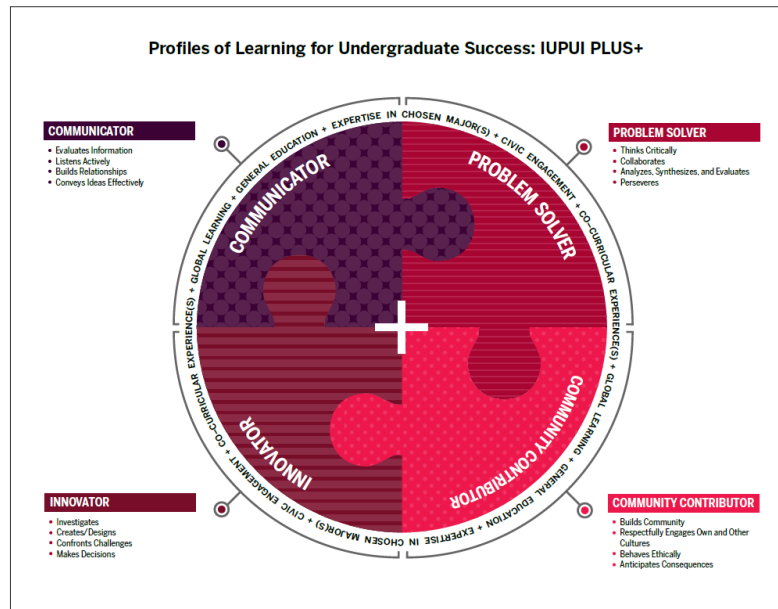 Profiles of Learning for Undergraduate Success: IUPUI PLUS+
COMMUNICATOR
• Evaluates Information
• Listens Actively
• Builds Relationships
• Conveys Ideas Effectively
PROBLEM SOLVER
• Thinks Critically
• Collaborates
• Analyzes, Synthesizes, and Evaluates
• Perseveres
CO-CURRICULAR EXPERIENCE(S) + GLOBAL LEARNING + GENERAL EDUCATION + EXPERTISE IN CHOSEN MAJOR(S) + CIVIC ENGAGEMENT + CO-CURRICULAR EXPERIENCE(S) + GLOBAL LEARNING + GENERAL EDUCATION + EXPERTISE IN CHOSEN MAJOR(S) + CIVIC ENGAGEMENT +
COMMUNICATOR
PROBLEM SOLVER
INNOVATOR
COMMUNITY CONTRIBUTOR
INNOVATOR
• Investigates
• Creates/Designs
• Confronts Challenges
• Makes Decisions
COMMUNITY CONTRIBUTOR
• Builds Community
• Respectfully Engages Own and Other
Cultures
• Behaves Ethically
• Anticipates Consequences